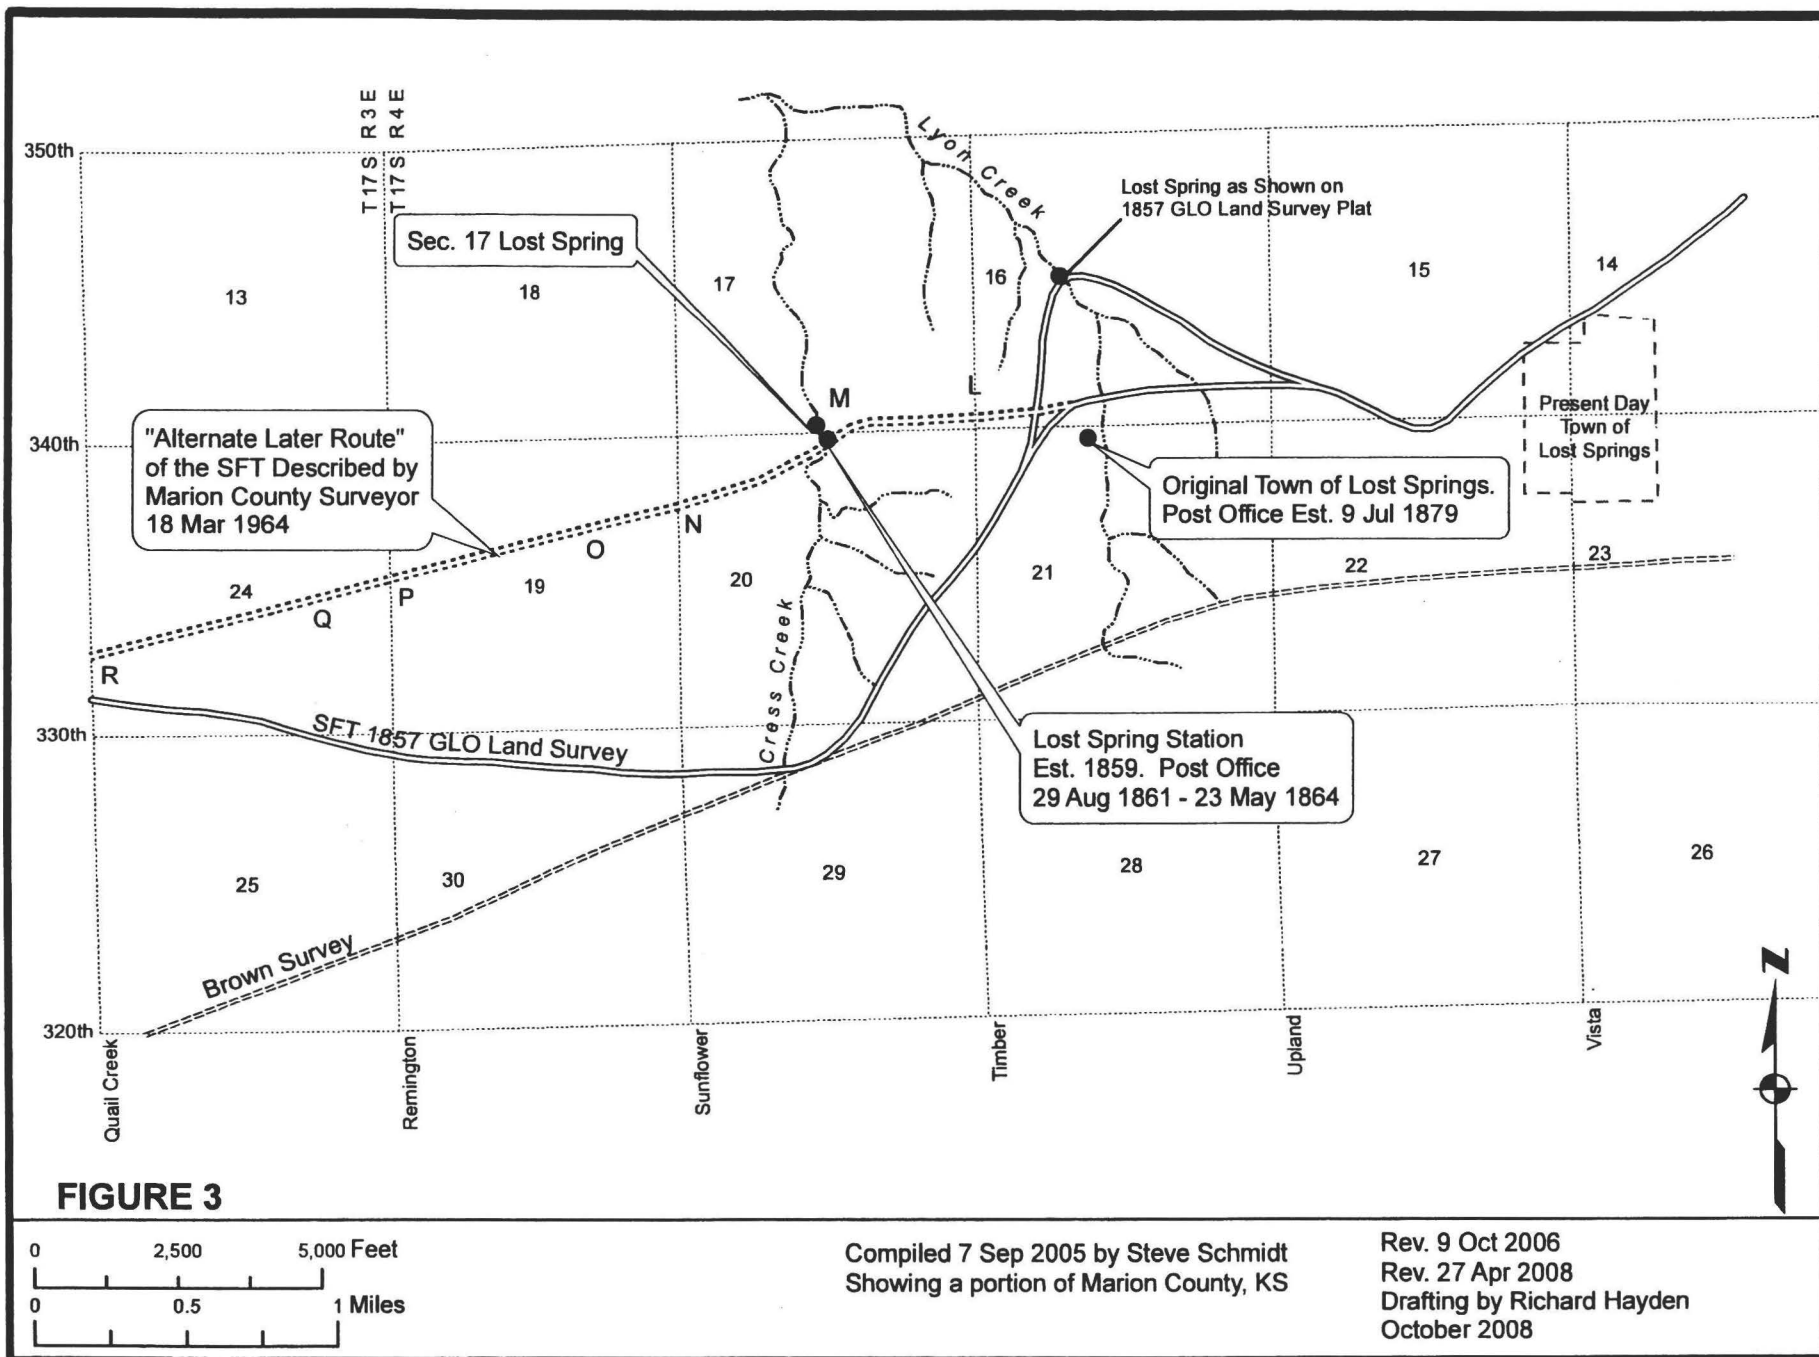 T 17 S  R 3 E
T 17 S  R 4 E
350th
Lyon Creek
Lost Spring as Shown on
1857 GLO Land Survey Plat
Sec. 17 Lost Spring
13
18
17
16
15
14
M
L
Present Day
Town of
Lost Springs
"Alternate Later Route"
of the SFT Described by
Marion County Surveyor
18 Mar 1964
340th
Original Town of Lost Springs.
Post Office Est. 9 Jul 1879
N
O
P
Q
R
24
19
20
21
22
23
Cress Creek
SFT 1857 GLO Land Survey
330th
Lost Spring Station
Est. 1859. Post Office
29 Aug 1861 - 23 May 1864
25
30
29
28
27
26
Brown Survey
320th
Quail Creek
Remington
Sunflower
Timber
Upland
Vista
N
FIGURE 3
0 2,500 5,000 Feet
0 0.5 1 Miles
Compiled 7 Sep 2005 by Steve Schmidt
Showing a portion of Marion County, KS
Rev. 9 Oct 2006
Rev. 27 Apr 2008
Drafting by Richard Hayden
October 2008